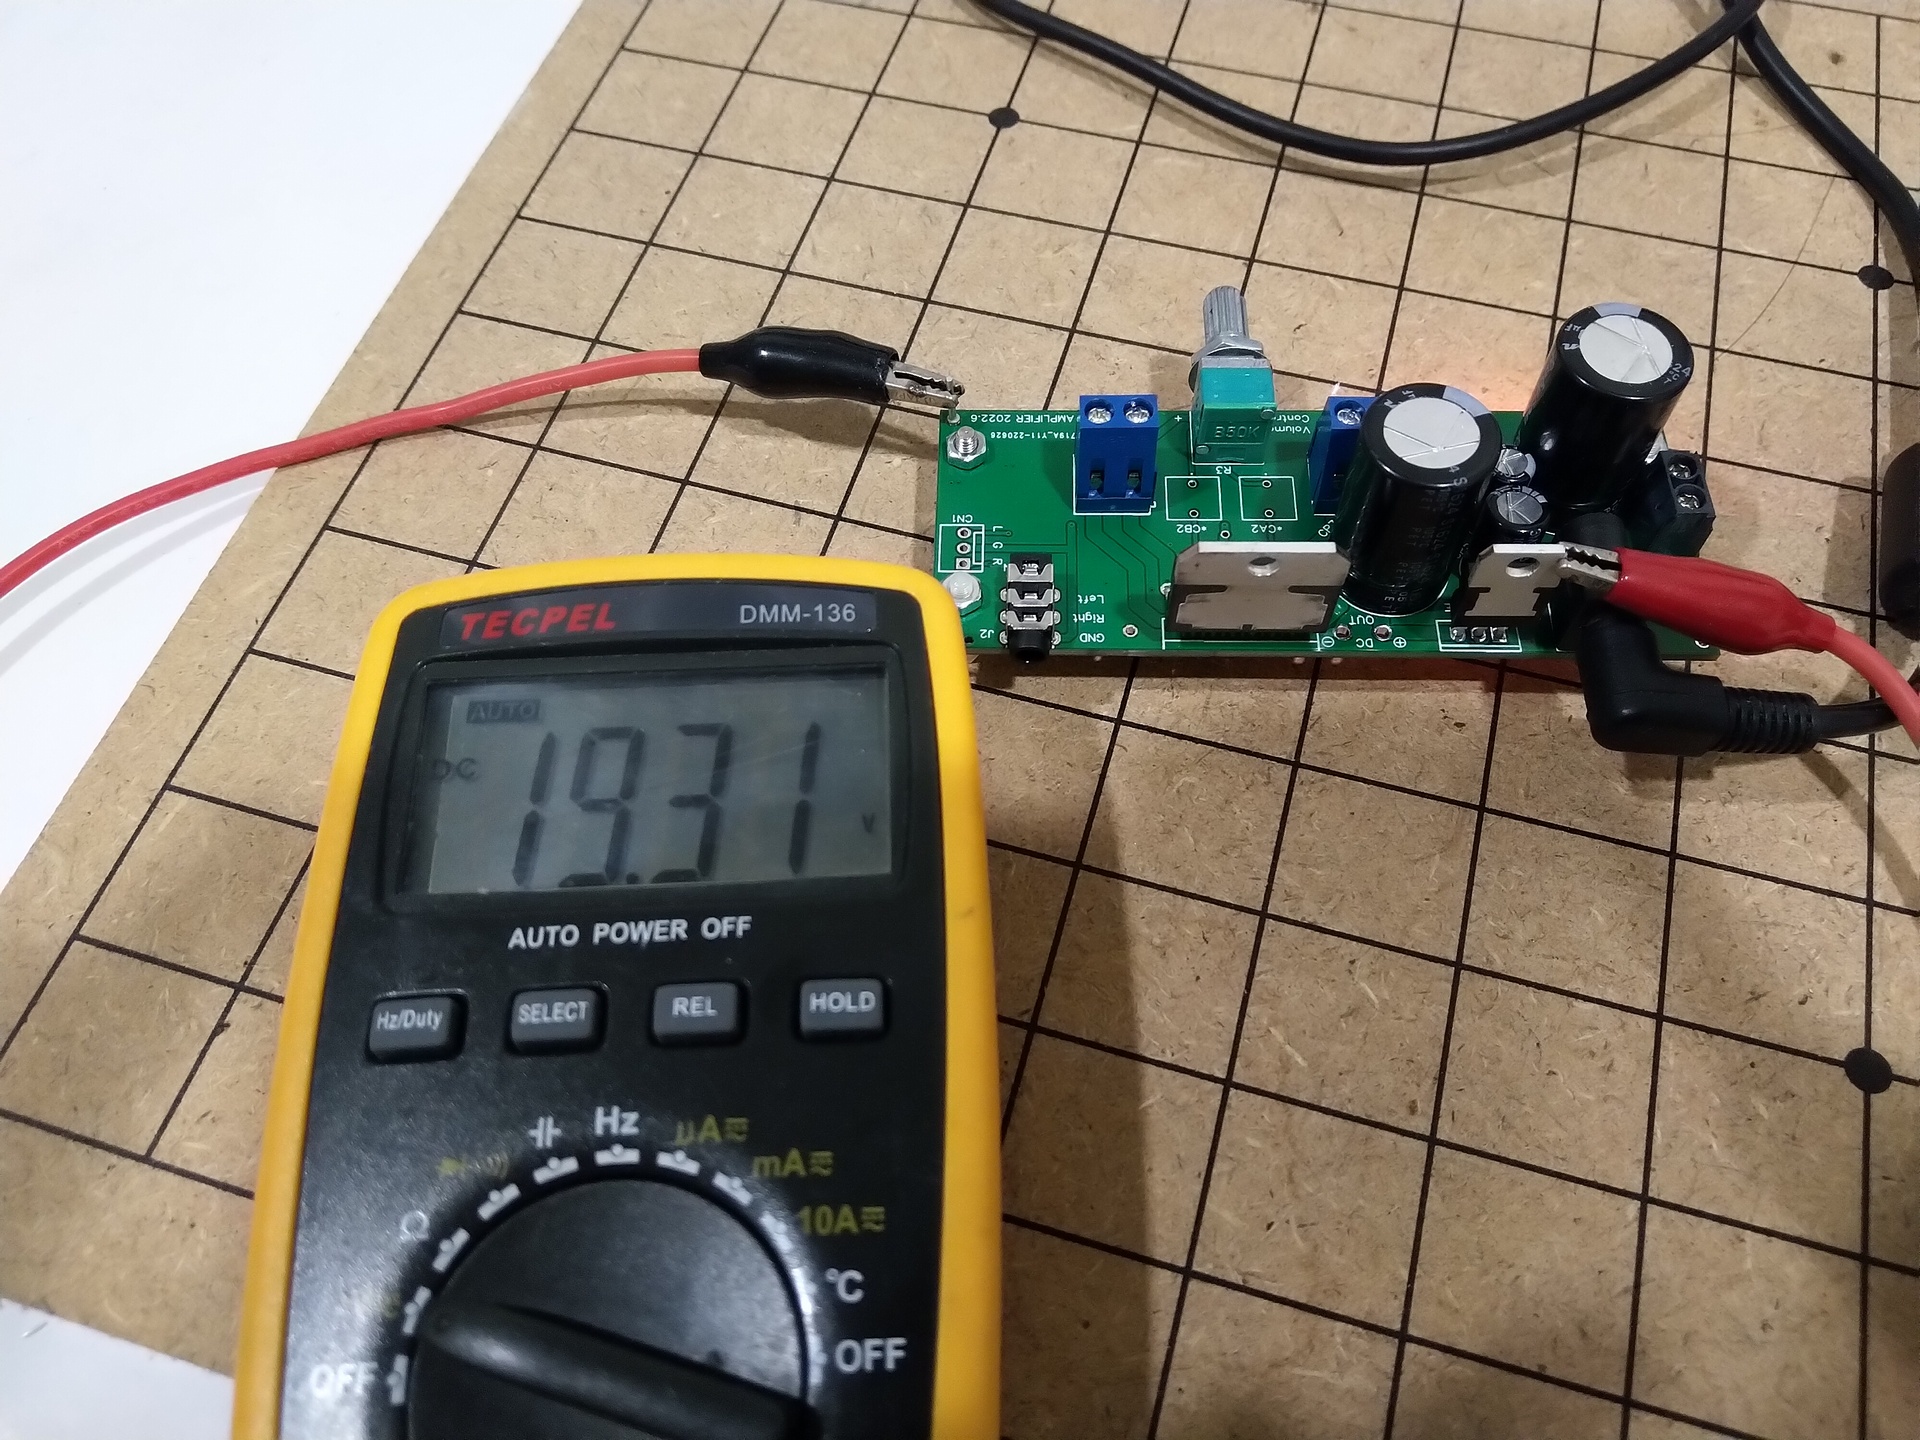 TECPEL DMM-136
AUTO
DC
19.31
V
AUTO POWER OFF
Hz/Duty SELECT REL HOLD
Hz
µA
mA
10A
Ω
°C
OFF
OFF
AMPLIFIER 2022-6
CN1
L
G
R
J2
Left
Right
GND
B50K
R3
+
*CB2
*CA2
OUT
DC